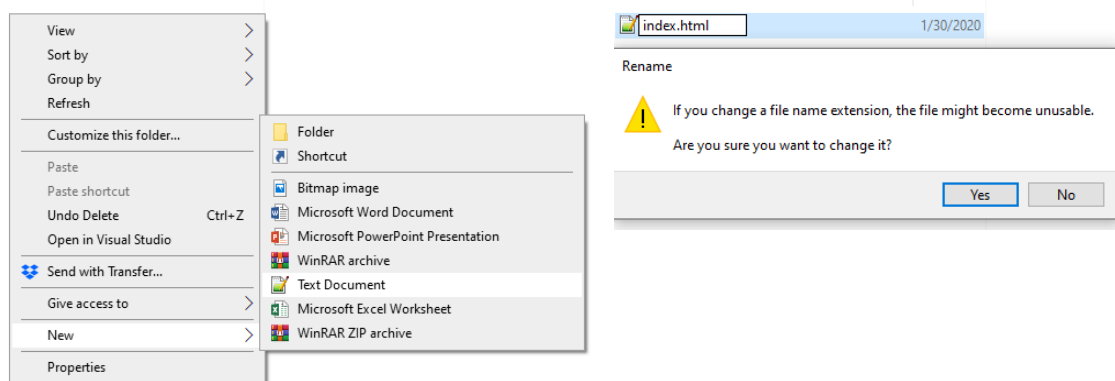 View
Sort by
Group by
Refresh
Customize this folder...
Paste
Paste shortcut
Undo Delete Ctrl+Z
Open in Visual Studio
Send with Transfer...
Give access to
New
Properties
Folder
Shortcut
Bitmap image
Microsoft Word Document
Microsoft PowerPoint Presentation
WinRAR archive
Text Document
Microsoft Excel Worksheet
WinRAR ZIP archive
index.html 1/30/2020
Rename
If you change a file name extension, the file might become unusable.
Are you sure you want to change it?
Yes No